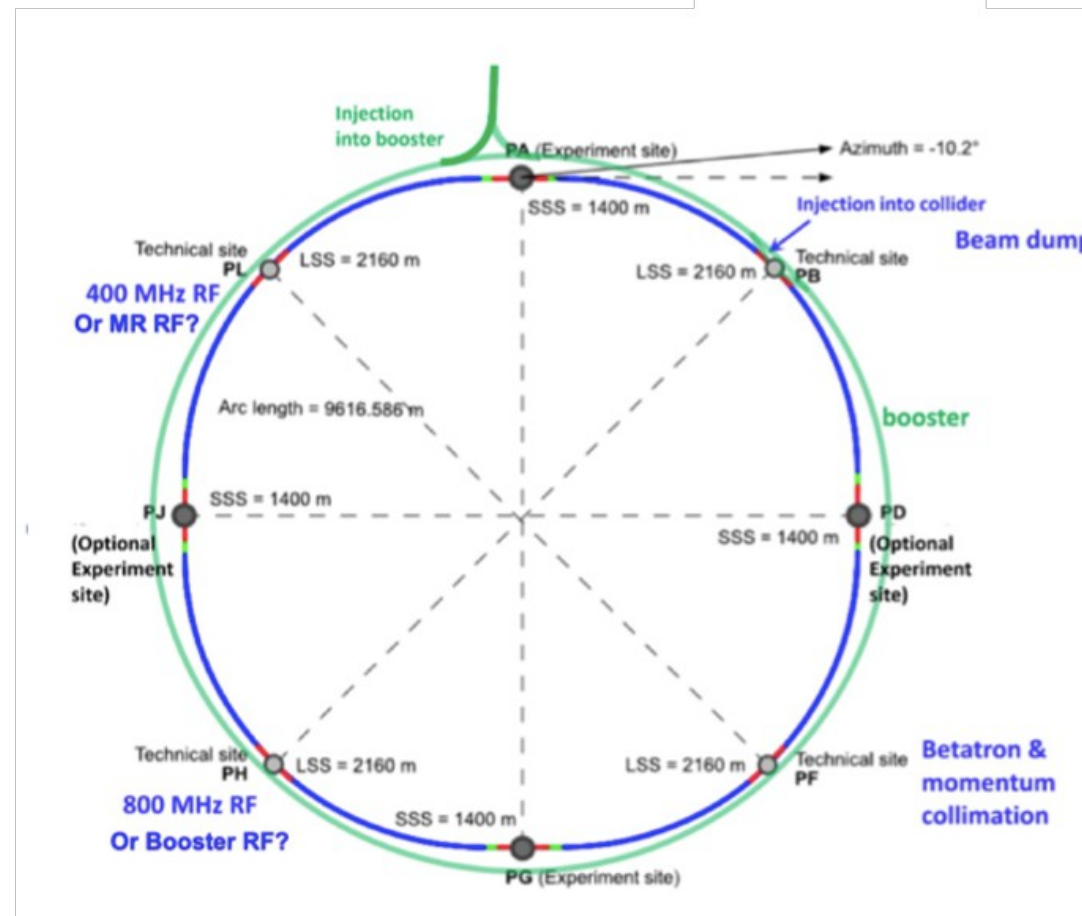 Injection
into booster
PA (Experiment site)
Azimuth = -10.2°
SSS = 1400 m
Injection into collider
Technical site
PL
LSS = 2160 m
400 MHz RF
Or MR RF?
LSS = 2160 m
Technical site
PB
Beam dump
Arc length = 9616.586 m
booster
PJ
SSS = 1400 m
(Optional
Experiment
site)
PD
SSS = 1400 m
(Optional
Experiment
site)
Technical site
PH
LSS = 2160 m
800 MHz RF
Or Booster RF?
LSS = 2160 m
Technical site
PF
Betatron &
momentum
collimation
SSS = 1400 m
PG (Experiment site)